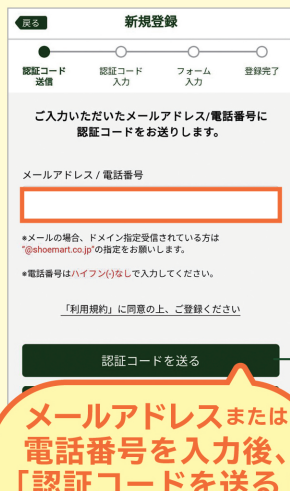 戻る
新規登録
認証コード
送信
認証コード
入力
フォーム
入力
登録完了
ご入力いただいたメールアドレス/電話番号に
認証コードをお送りします。
メールアドレス / 電話番号
*メールの場合、ドメイン指定受信されている方は
"@shoemart.co.jp"の指定をお願いします。
*電話番号はハイフン(-)なしで入力してください。
「利用規約」に同意の上、ご登録ください
認証コードを送る
メールアドレスまたは
電話番号を入力後、
「認証コードを送る